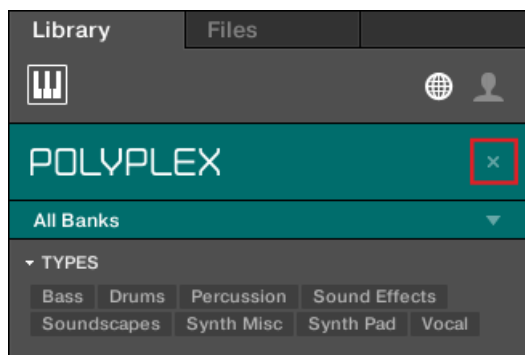 Library Files
POLYPLEX
All Banks
TYPES
Bass Drums Percussion Sound Effects
Soundscapes Synth Misc Synth Pad Vocal